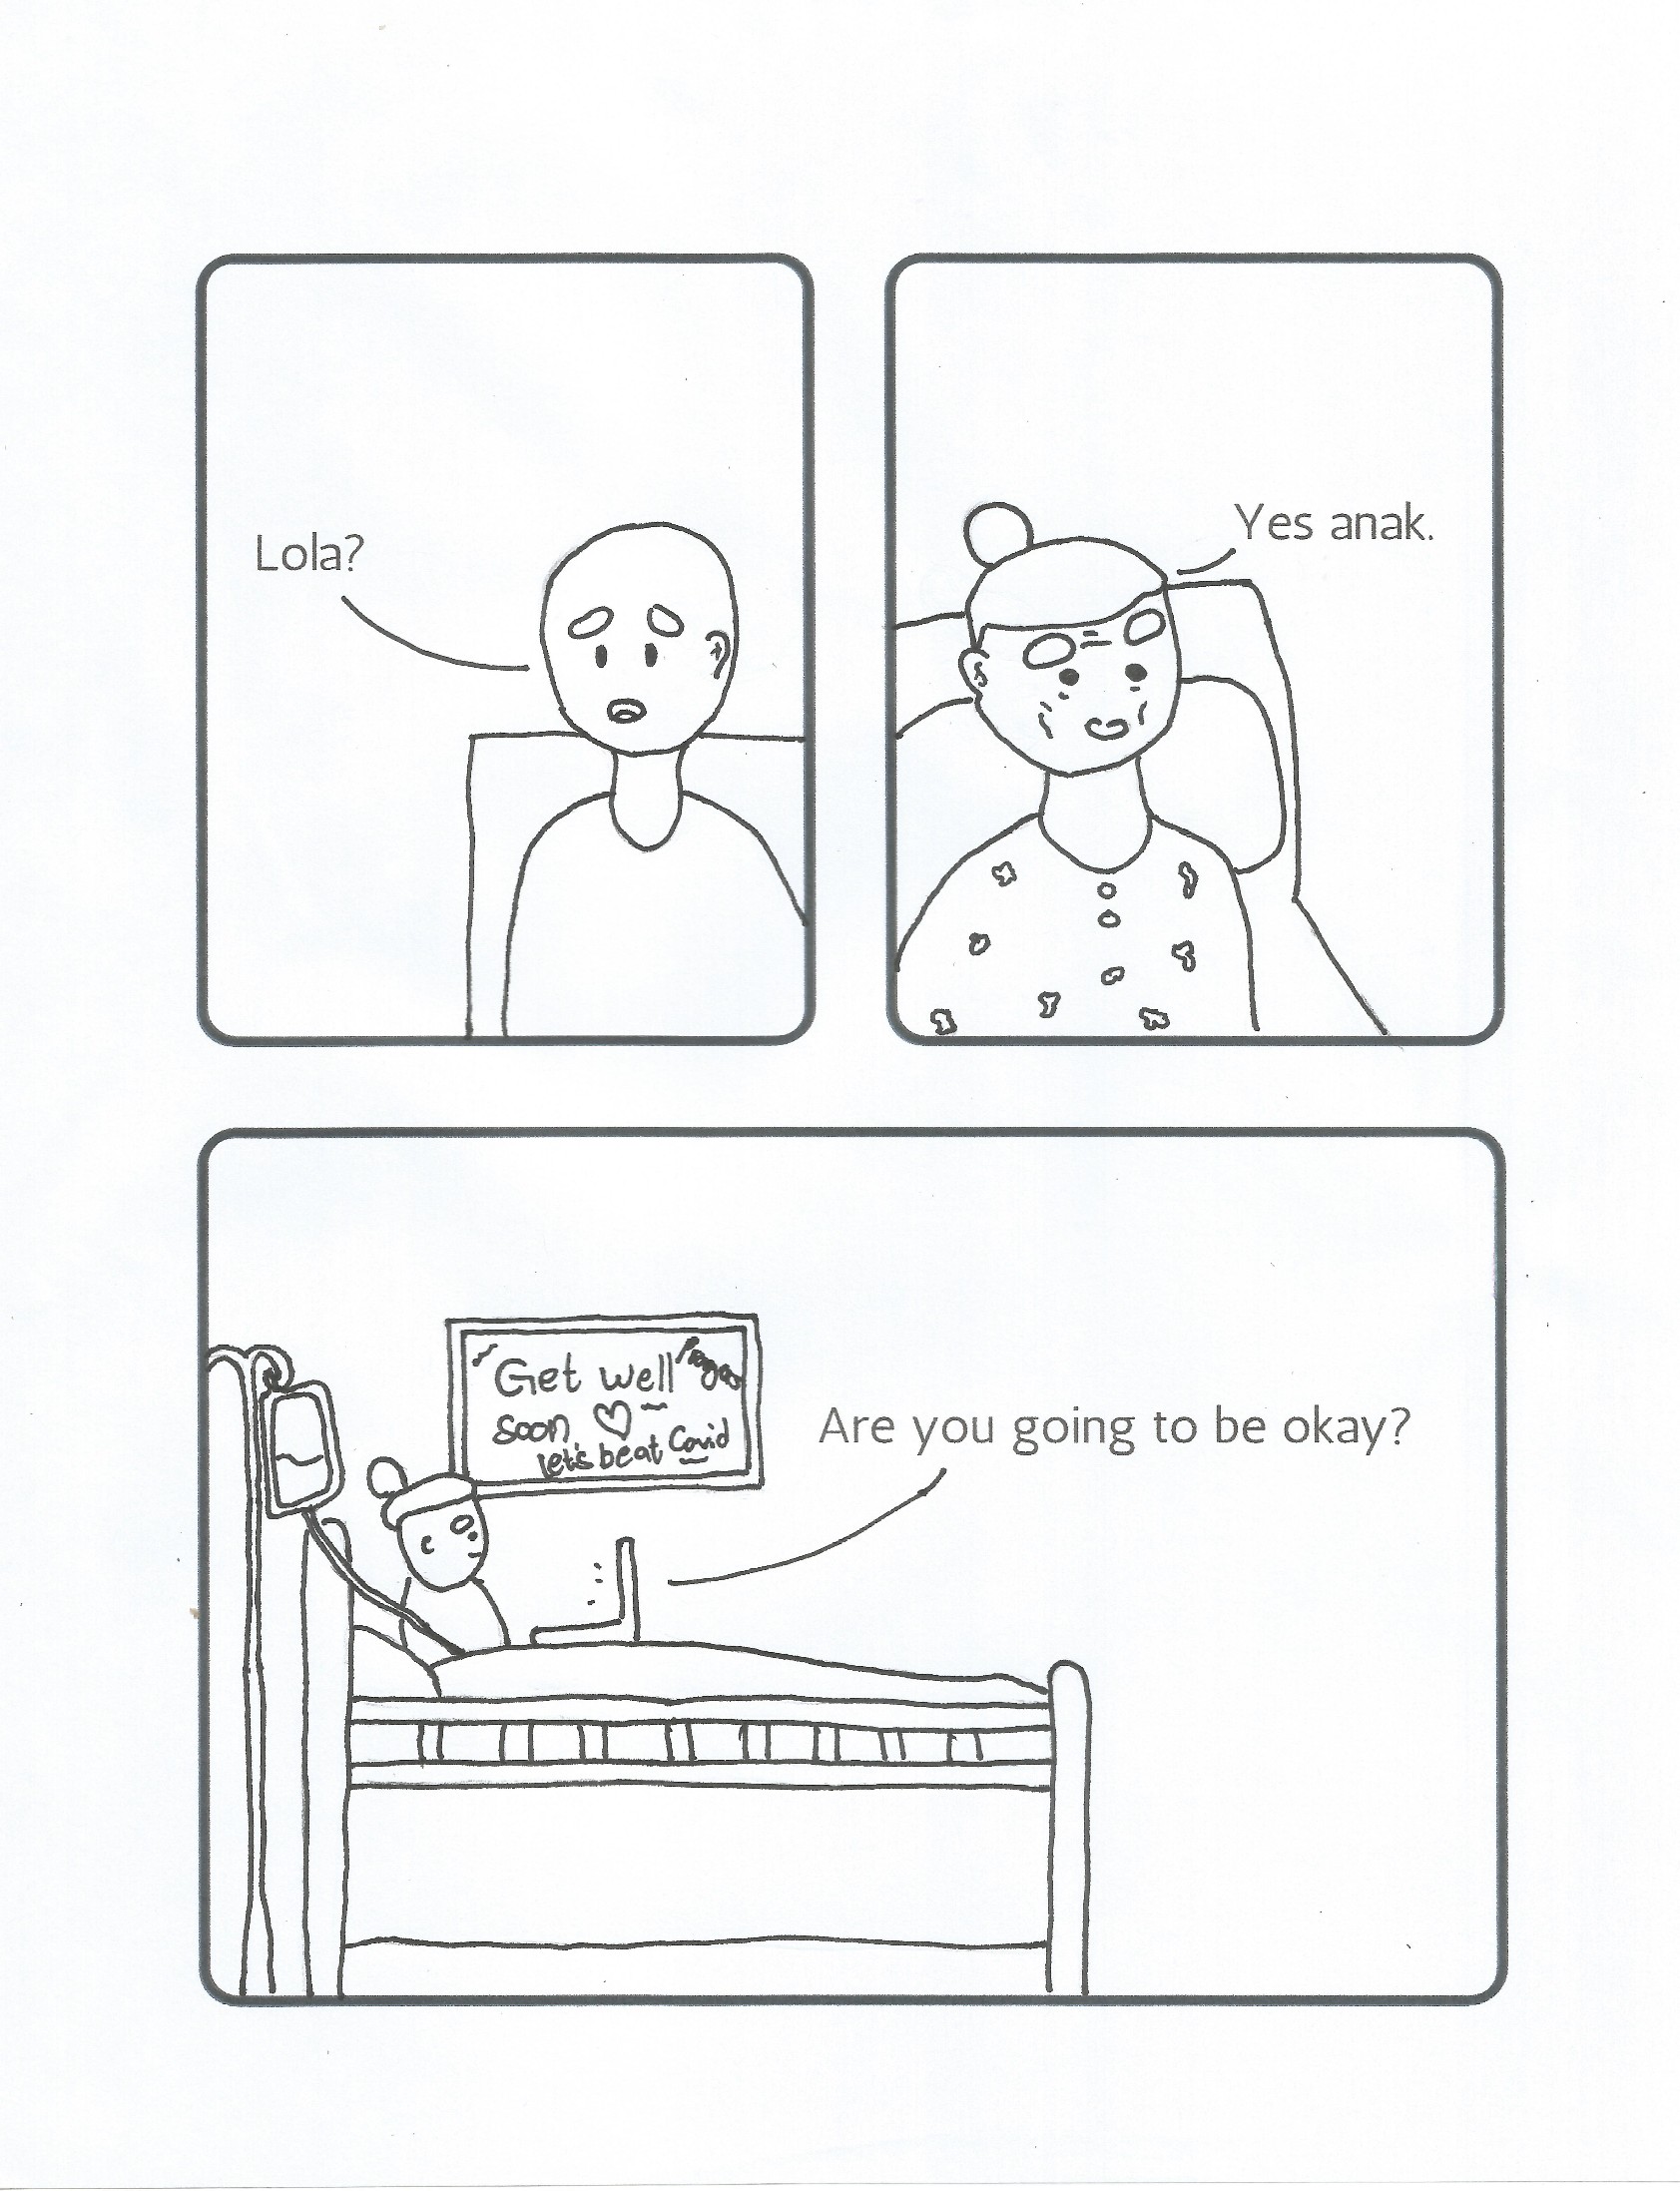 Lola?
Yes anak.
Get well
soon
let's beat Covid
Are you going to be okay?